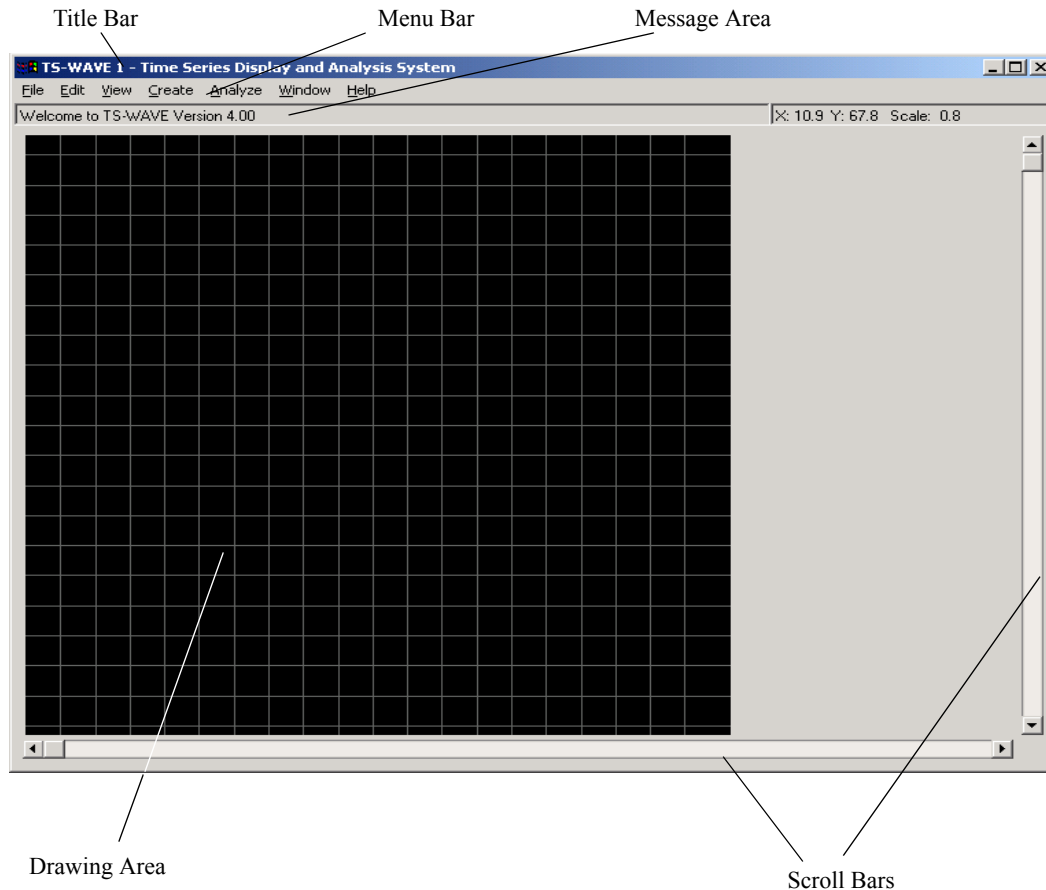 Title Bar Menu Bar Message Area
TS-WAVE 1 - Time Series Display and Analysis System
File Edit View Create Analyze Window Help
Welcome to TS-WAVE Version 4.00 X: 10.9 Y: 67.8 Scale: 0.8
Drawing Area
Scroll Bars